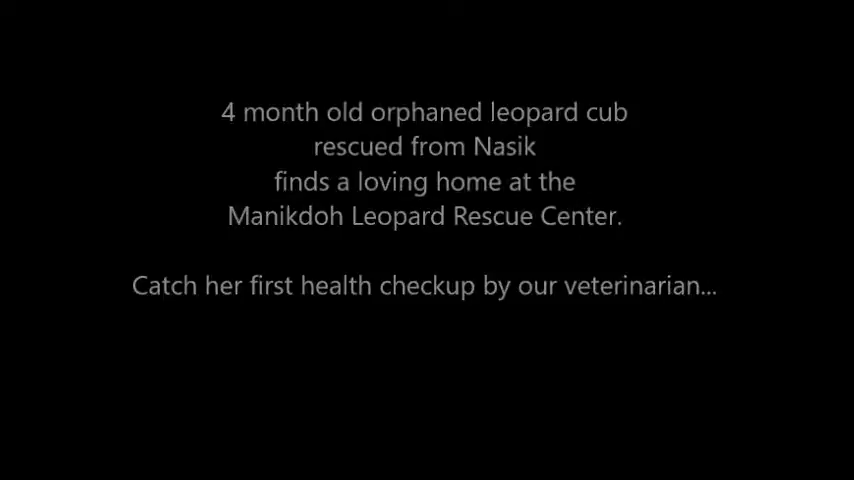 4 month old orphaned leopard cub
rescued from Nasik
finds a loving home at the
Manikdoh Leopard Rescue Center.
Catch her first health checkup by our veterinarian...